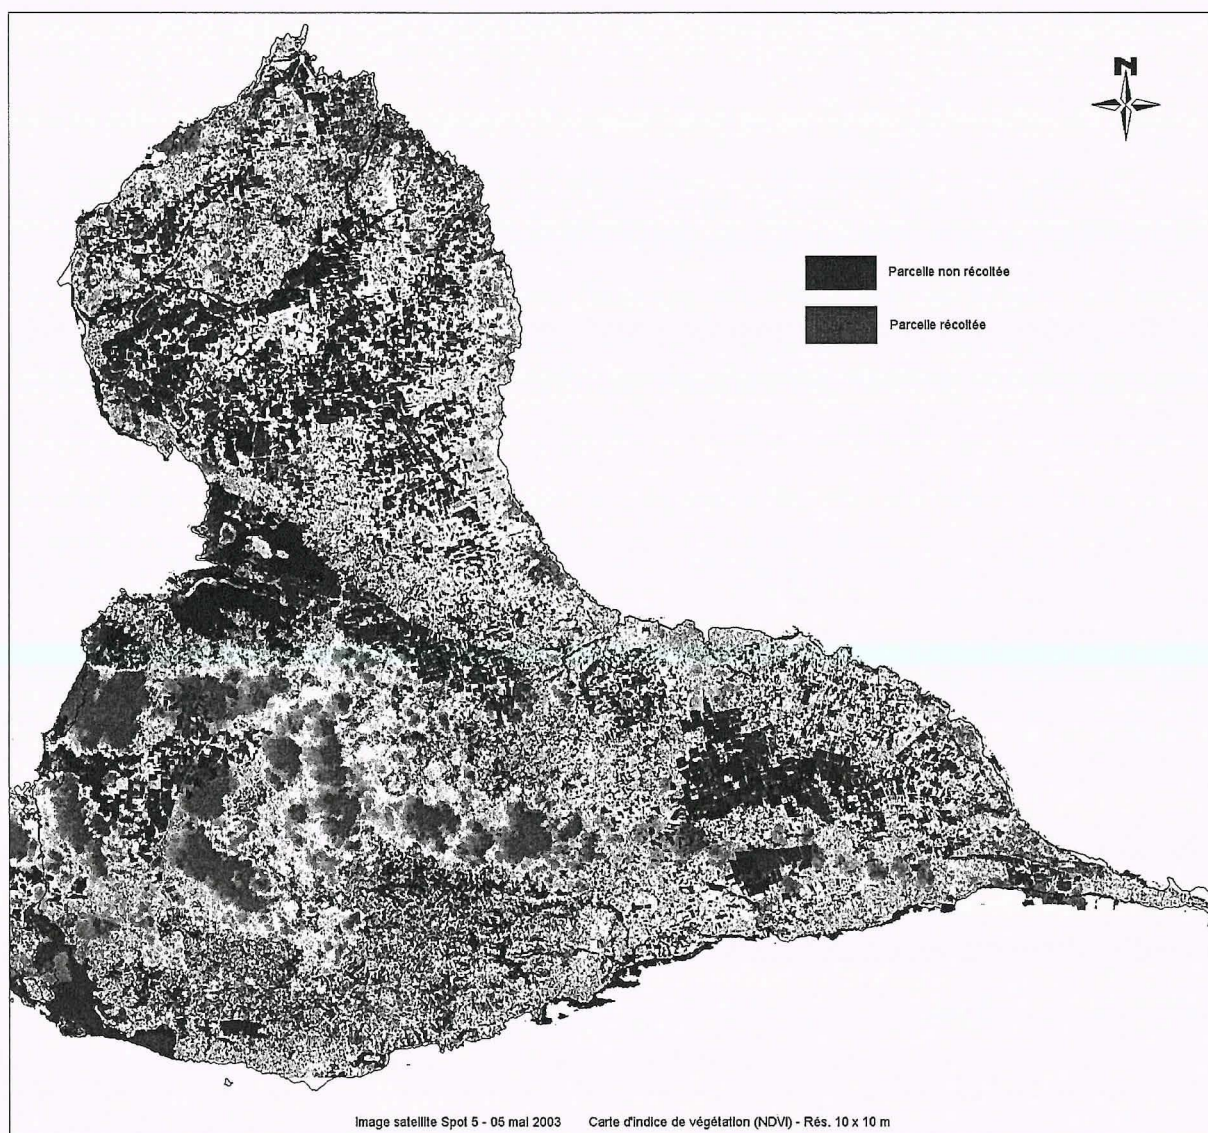 N
Parcelle non récoltée
Parcelle récoltée
Image satellite Spot 5 - 05 mai 2003 Carte d'indice de végétation (NDVI) - Rés. 10 x 10 m